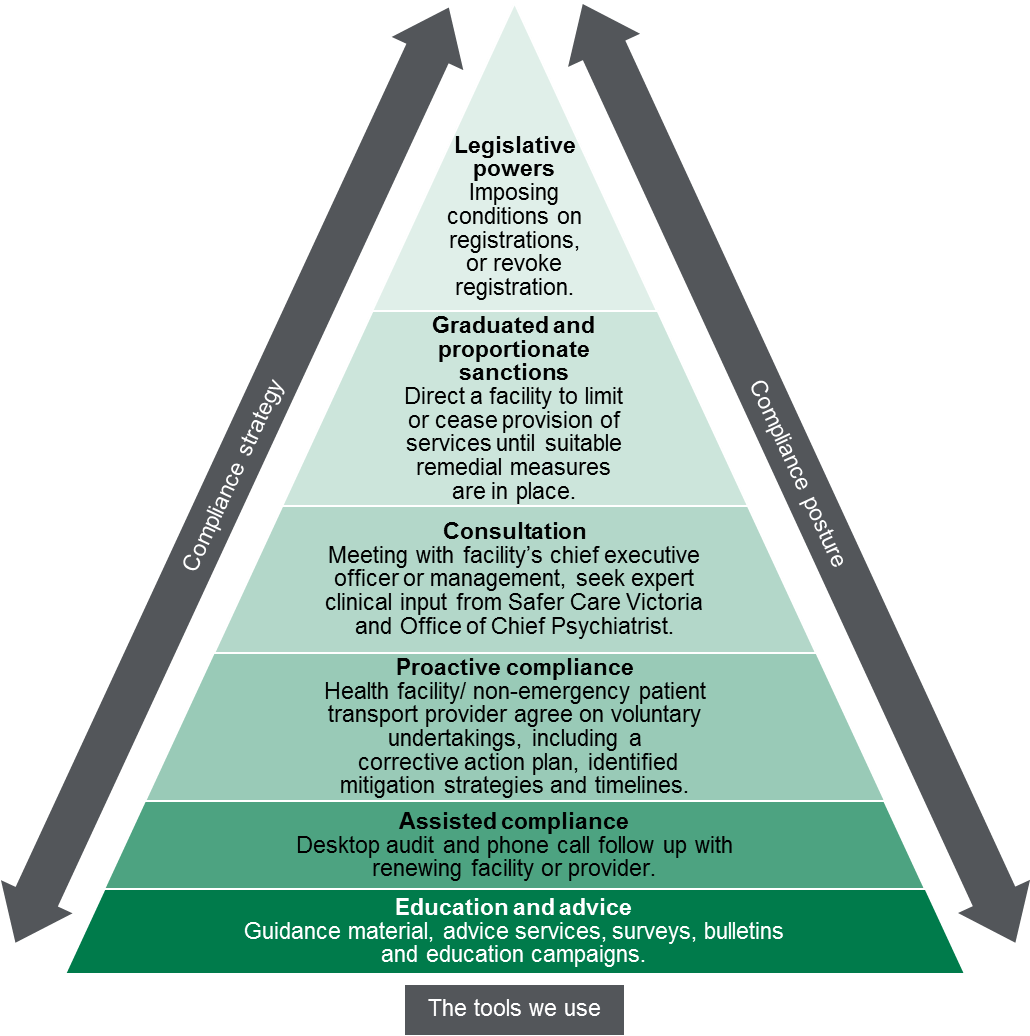 Legislative
powers
Imposing
conditions on
registrations,
or revoke
registration.
Graduated and
proportionate
sanctions
Direct a facility to limit
or cease provision of
services until suitable
remedial measures
are in place.
Consultation
Meeting with facility’s chief executive
officer or management, seek expert
clinical input from Safer Care Victoria
and Office of Chief Psychiatrist.
Proactive compliance
Health facility/ non-emergency patient
transport provider agree on voluntary
undertakings, including a
corrective action plan, identified
mitigation strategies and timelines.
Assisted compliance
Desktop audit and phone call follow up with
renewing facility or provider.
Education and advice
Guidance material, advice services, surveys, bulletins
and education campaigns.
Compliance strategy
Compliance posture
The tools we use